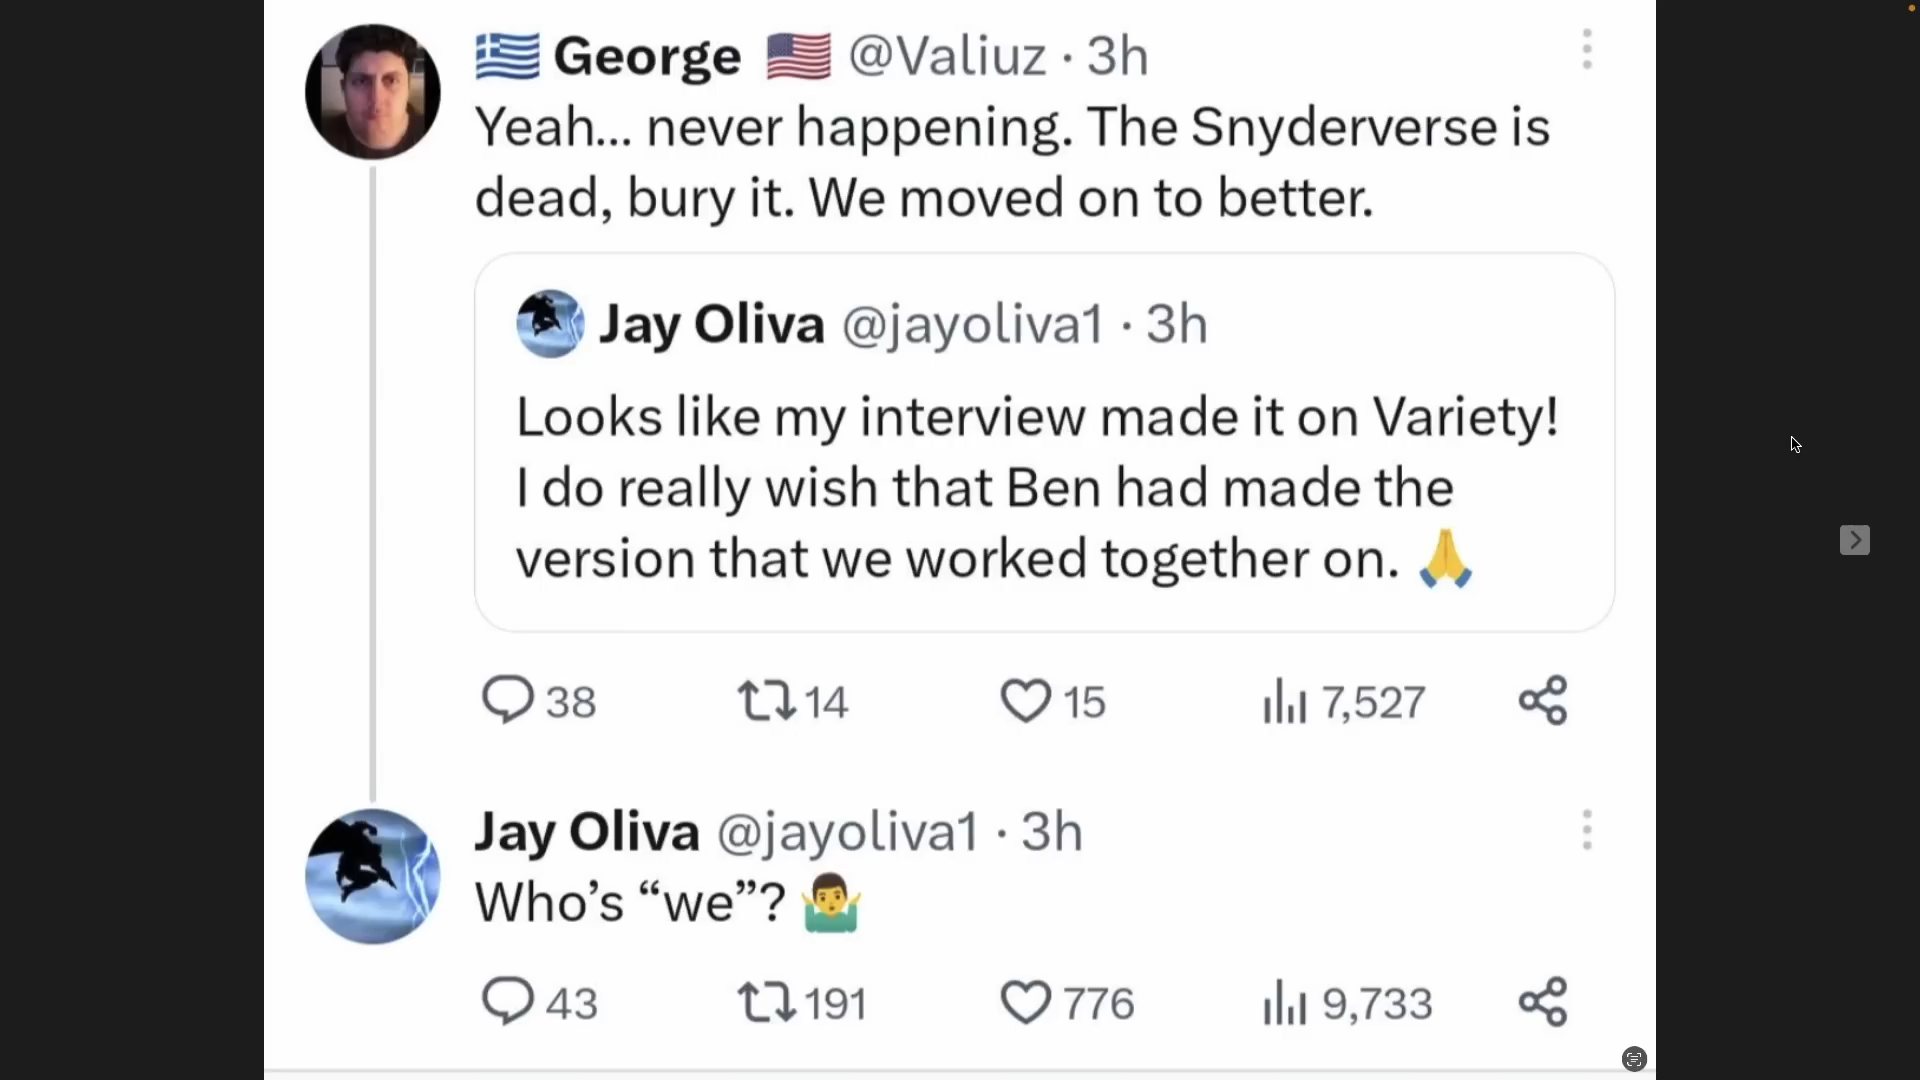 🇬🇷 George 🇺🇸 @Valiuz · 3h
Yeah... never happening. The Snyderverse is
dead, bury it. We moved on to better.
Jay Oliva @jayoliva1 · 3h
Looks like my interview made it on Variety!
I do really wish that Ben had made the
version that we worked together on. 🙏
38 14 15 7,527
Jay Oliva @jayoliva1 · 3h
Who’s “we”? 🤷‍♂️
43 191 776 9,733